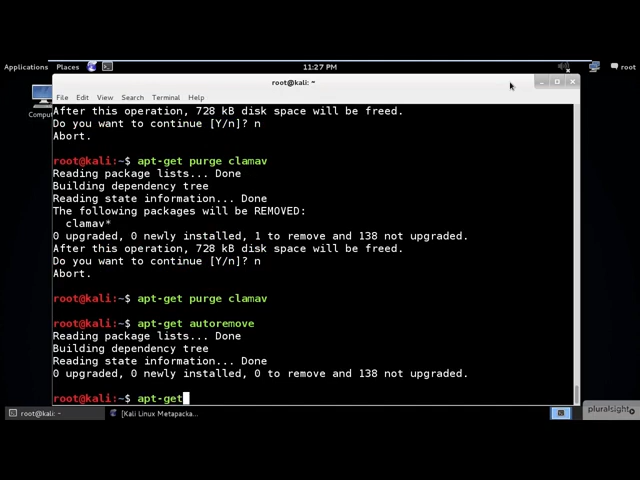 Applications Places 11:27 PM root
root@kali: ~
File Edit View Search Terminal Help
After this operation, 728 kB disk space will be freed.
Do you want to continue [Y/n]? n
Abort.
root@kali:~$ apt-get purge clamav
Reading package lists... Done
Building dependency tree
Reading state information... Done
The following packages will be REMOVED:
clamav*
0 upgraded, 0 newly installed, 1 to remove and 138 not upgraded.
After this operation, 728 kB disk space will be freed.
Do you want to continue [Y/n]? n
Abort.
root@kali:~$ apt-get purge clamav
root@kali:~$ apt-get autoremove
Reading package lists... Done
Building dependency tree
Reading state information... Done
0 upgraded, 0 newly installed, 0 to remove and 138 not upgraded.
root@kali:~$ apt-get
root@kali: ~ [Kali Linux Metapacka...
pluralsight